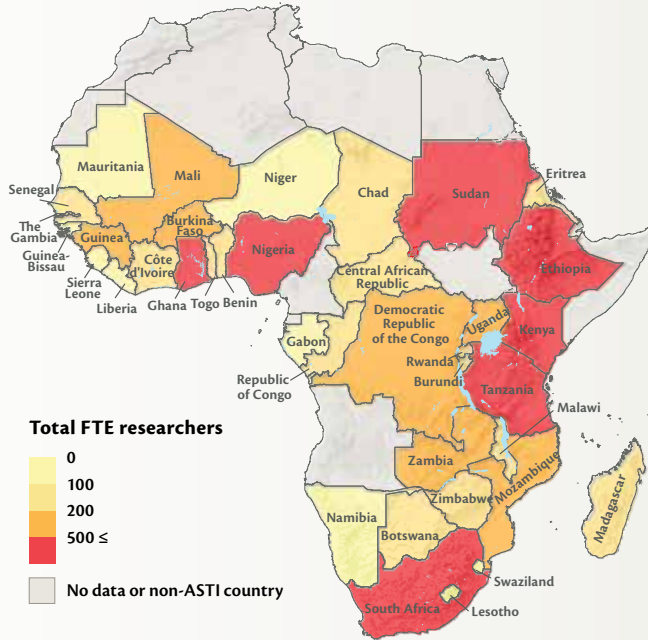 Mauritania
Mali
Niger
Chad
Sudan
Eritrea
Senegal
The
Gambia
Guinea-
Bissau
Guinea
Burkina
Faso
Sierra
Leone
Liberia
Côte
d'Ivoire
Ghana
Togo
Benin
Nigeria
Central African
Republic
Ethiopia
Gabon
Republic
of Congo
Democratic
Republic
of the Congo
Uganda
Kenya
Rwanda
Burundi
Tanzania
Malawi
Zambia
Mozambique
Zimbabwe
Madagascar
Namibia
Botswana
Swaziland
South Africa
Lesotho
Total FTE researchers
0
100
200
500 ≤
No data or non-ASTI country